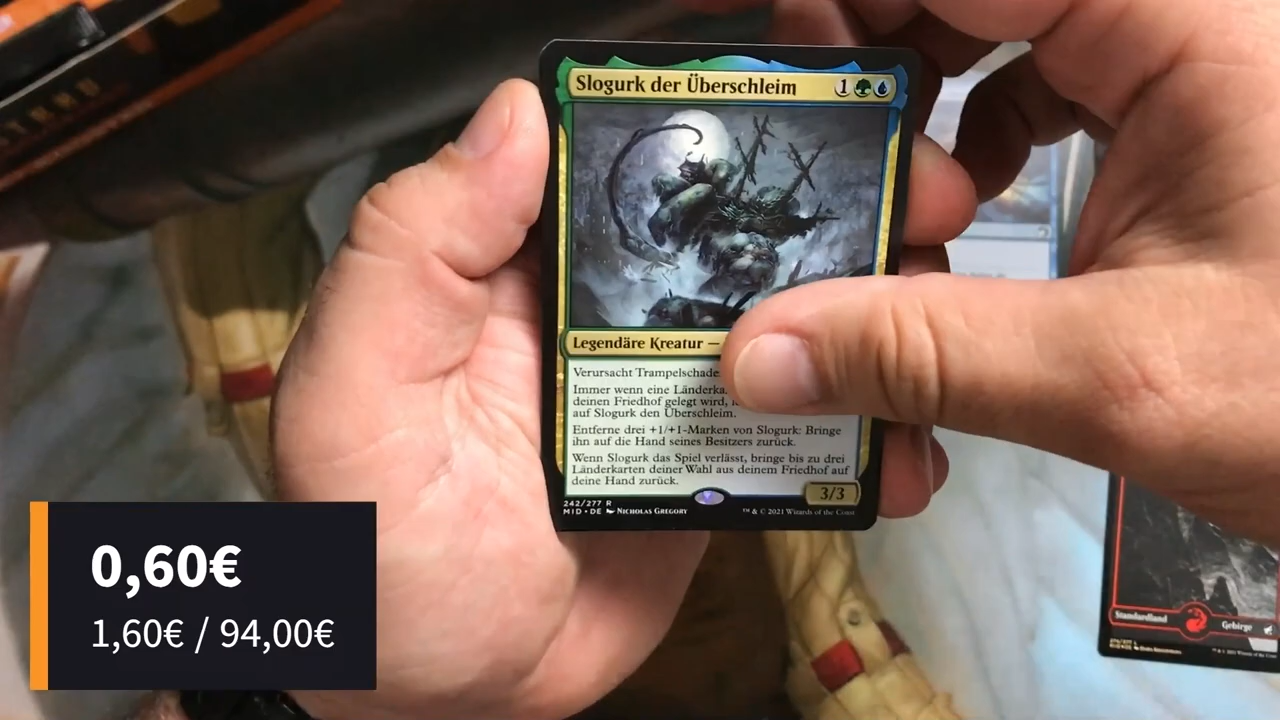 Slogurk der Überschleim 1
Legendäre Kreatur —
Verursacht Trampelschade
Immer wenn eine Länderka
deinen Friedhof gelegt wird,
auf Slogurk den Überschleim.
Entferne drei +1/+1-Marken von Slogurk: Bringe
ihn auf die Hand seines Besitzers zurück.
Wenn Slogurk das Spiel verlässt, bringe bis zu drei
Länderkarten deiner Wahl aus deinem Friedhof auf
deine Hand zurück.
3/3
242/277 R
MID • DE Nicholas Gregory
™ & © 2021 Wizards of the Coast
Standardland
Gebirge
0,60€
1,60€ / 94,00€